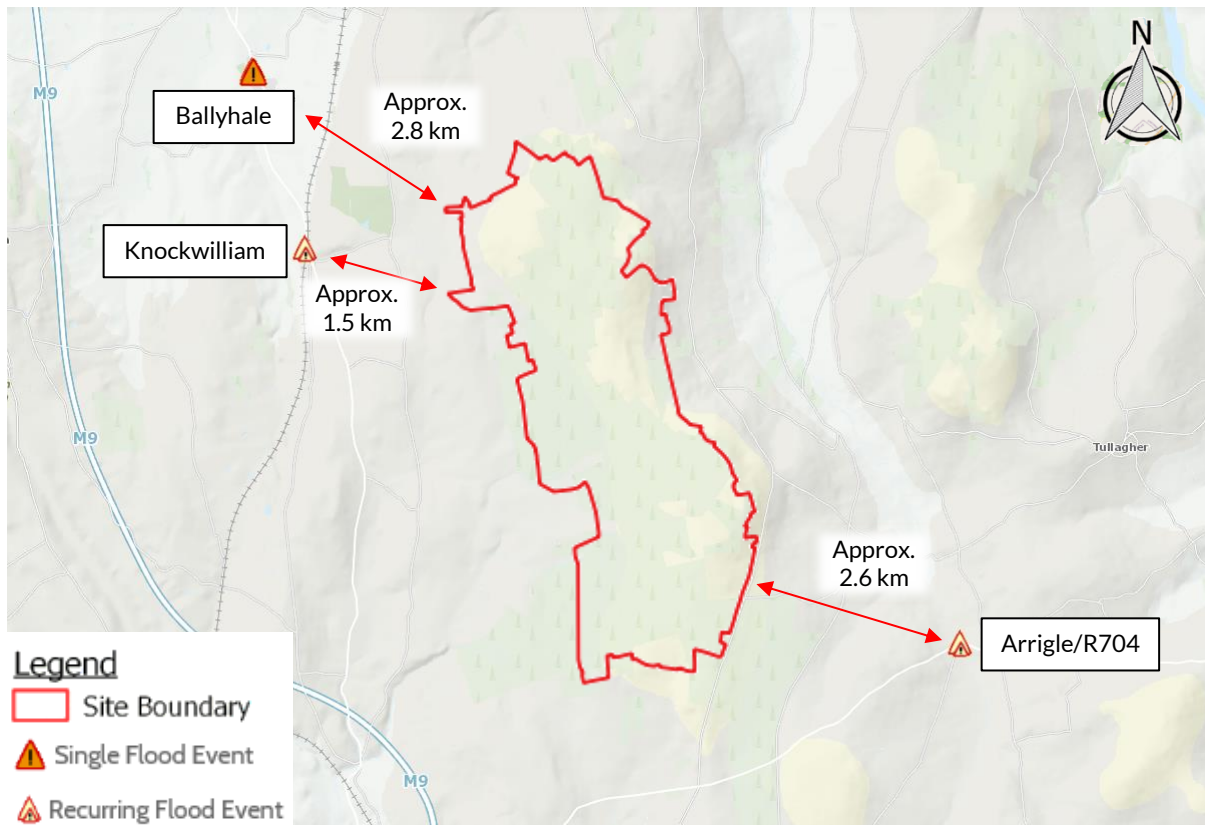 N
M9
Ballyhale
Approx.
2.8 km
Knockwilliam
Approx.
1.5 km
M9
Tullagher
Approx.
2.6 km
Arrigle/R704
Legend
Site Boundary
Single Flood Event
Recurring Flood Event
M9